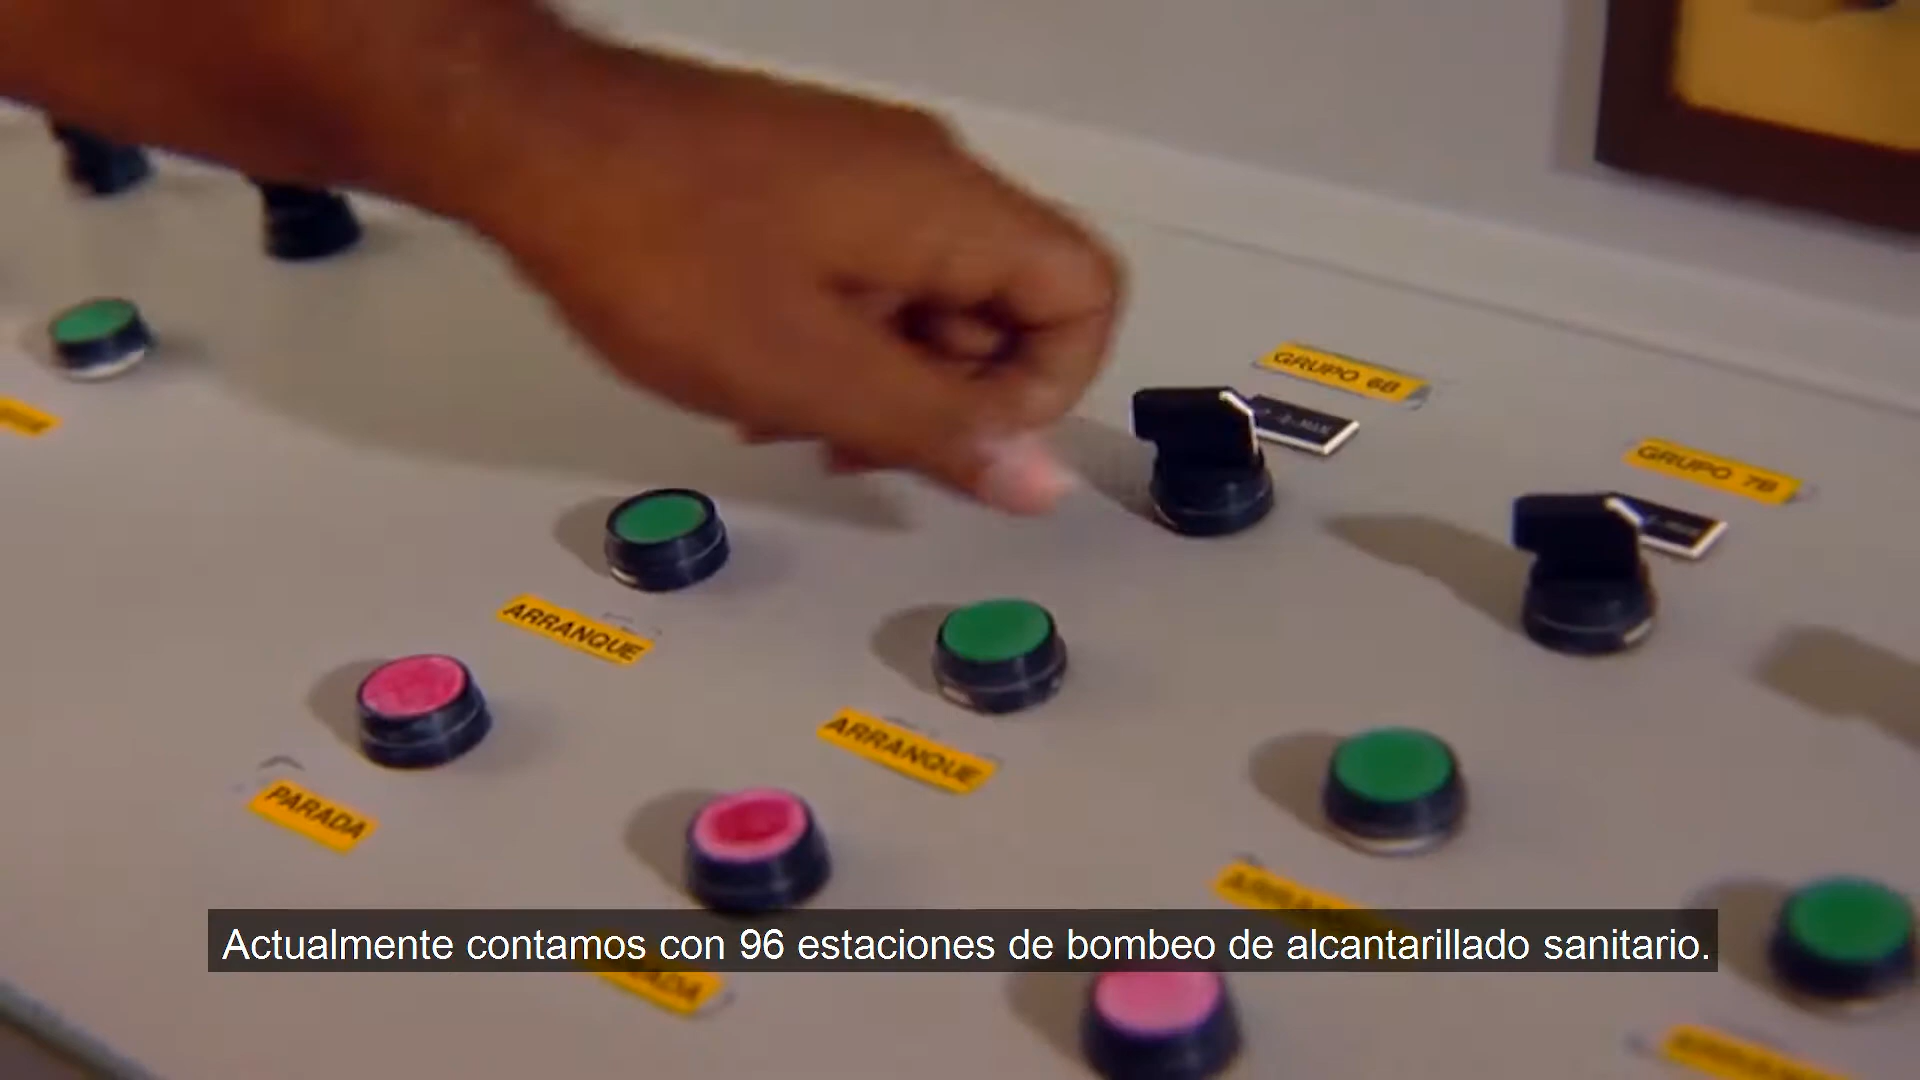 GRUPO 6B
GRUPO 7B
ARRANQUE
ARRANQUE
PARADA
Actualmente contamos con 96 estaciones de bombeo de alcantarillado sanitario.